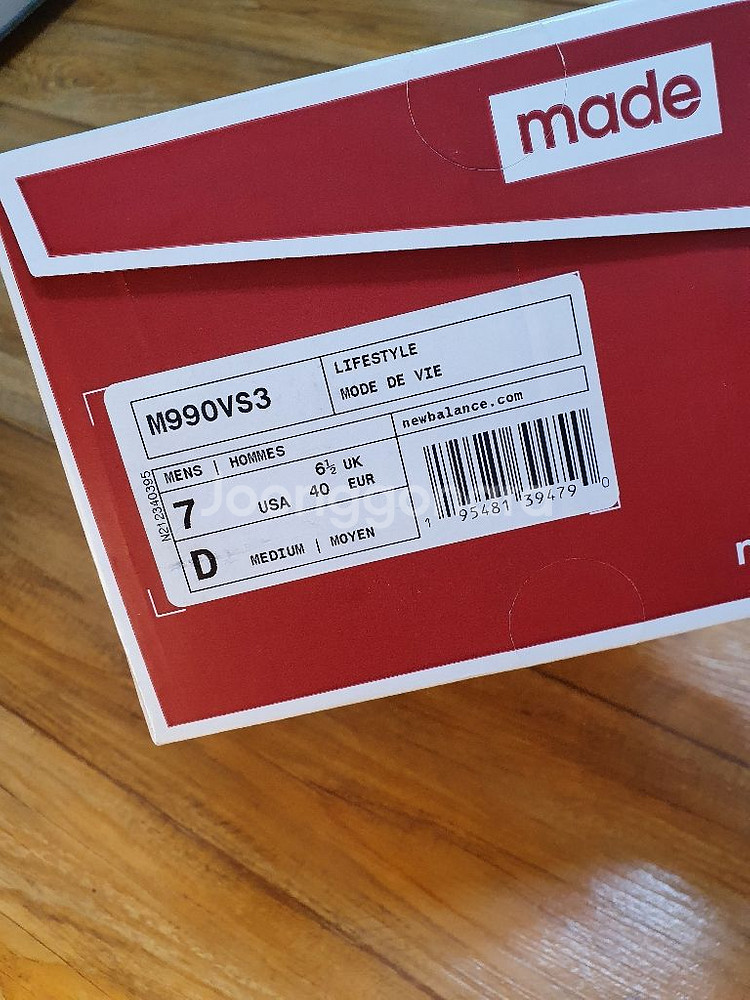 made
M990VS3
LIFESTYLE
MODE DE VIE
newbalance.com
MENS | HOMMES
7
6½ UK
USA 40 EUR
D
MEDIUM | MOYEN
N212340395
1 95481 39479 0